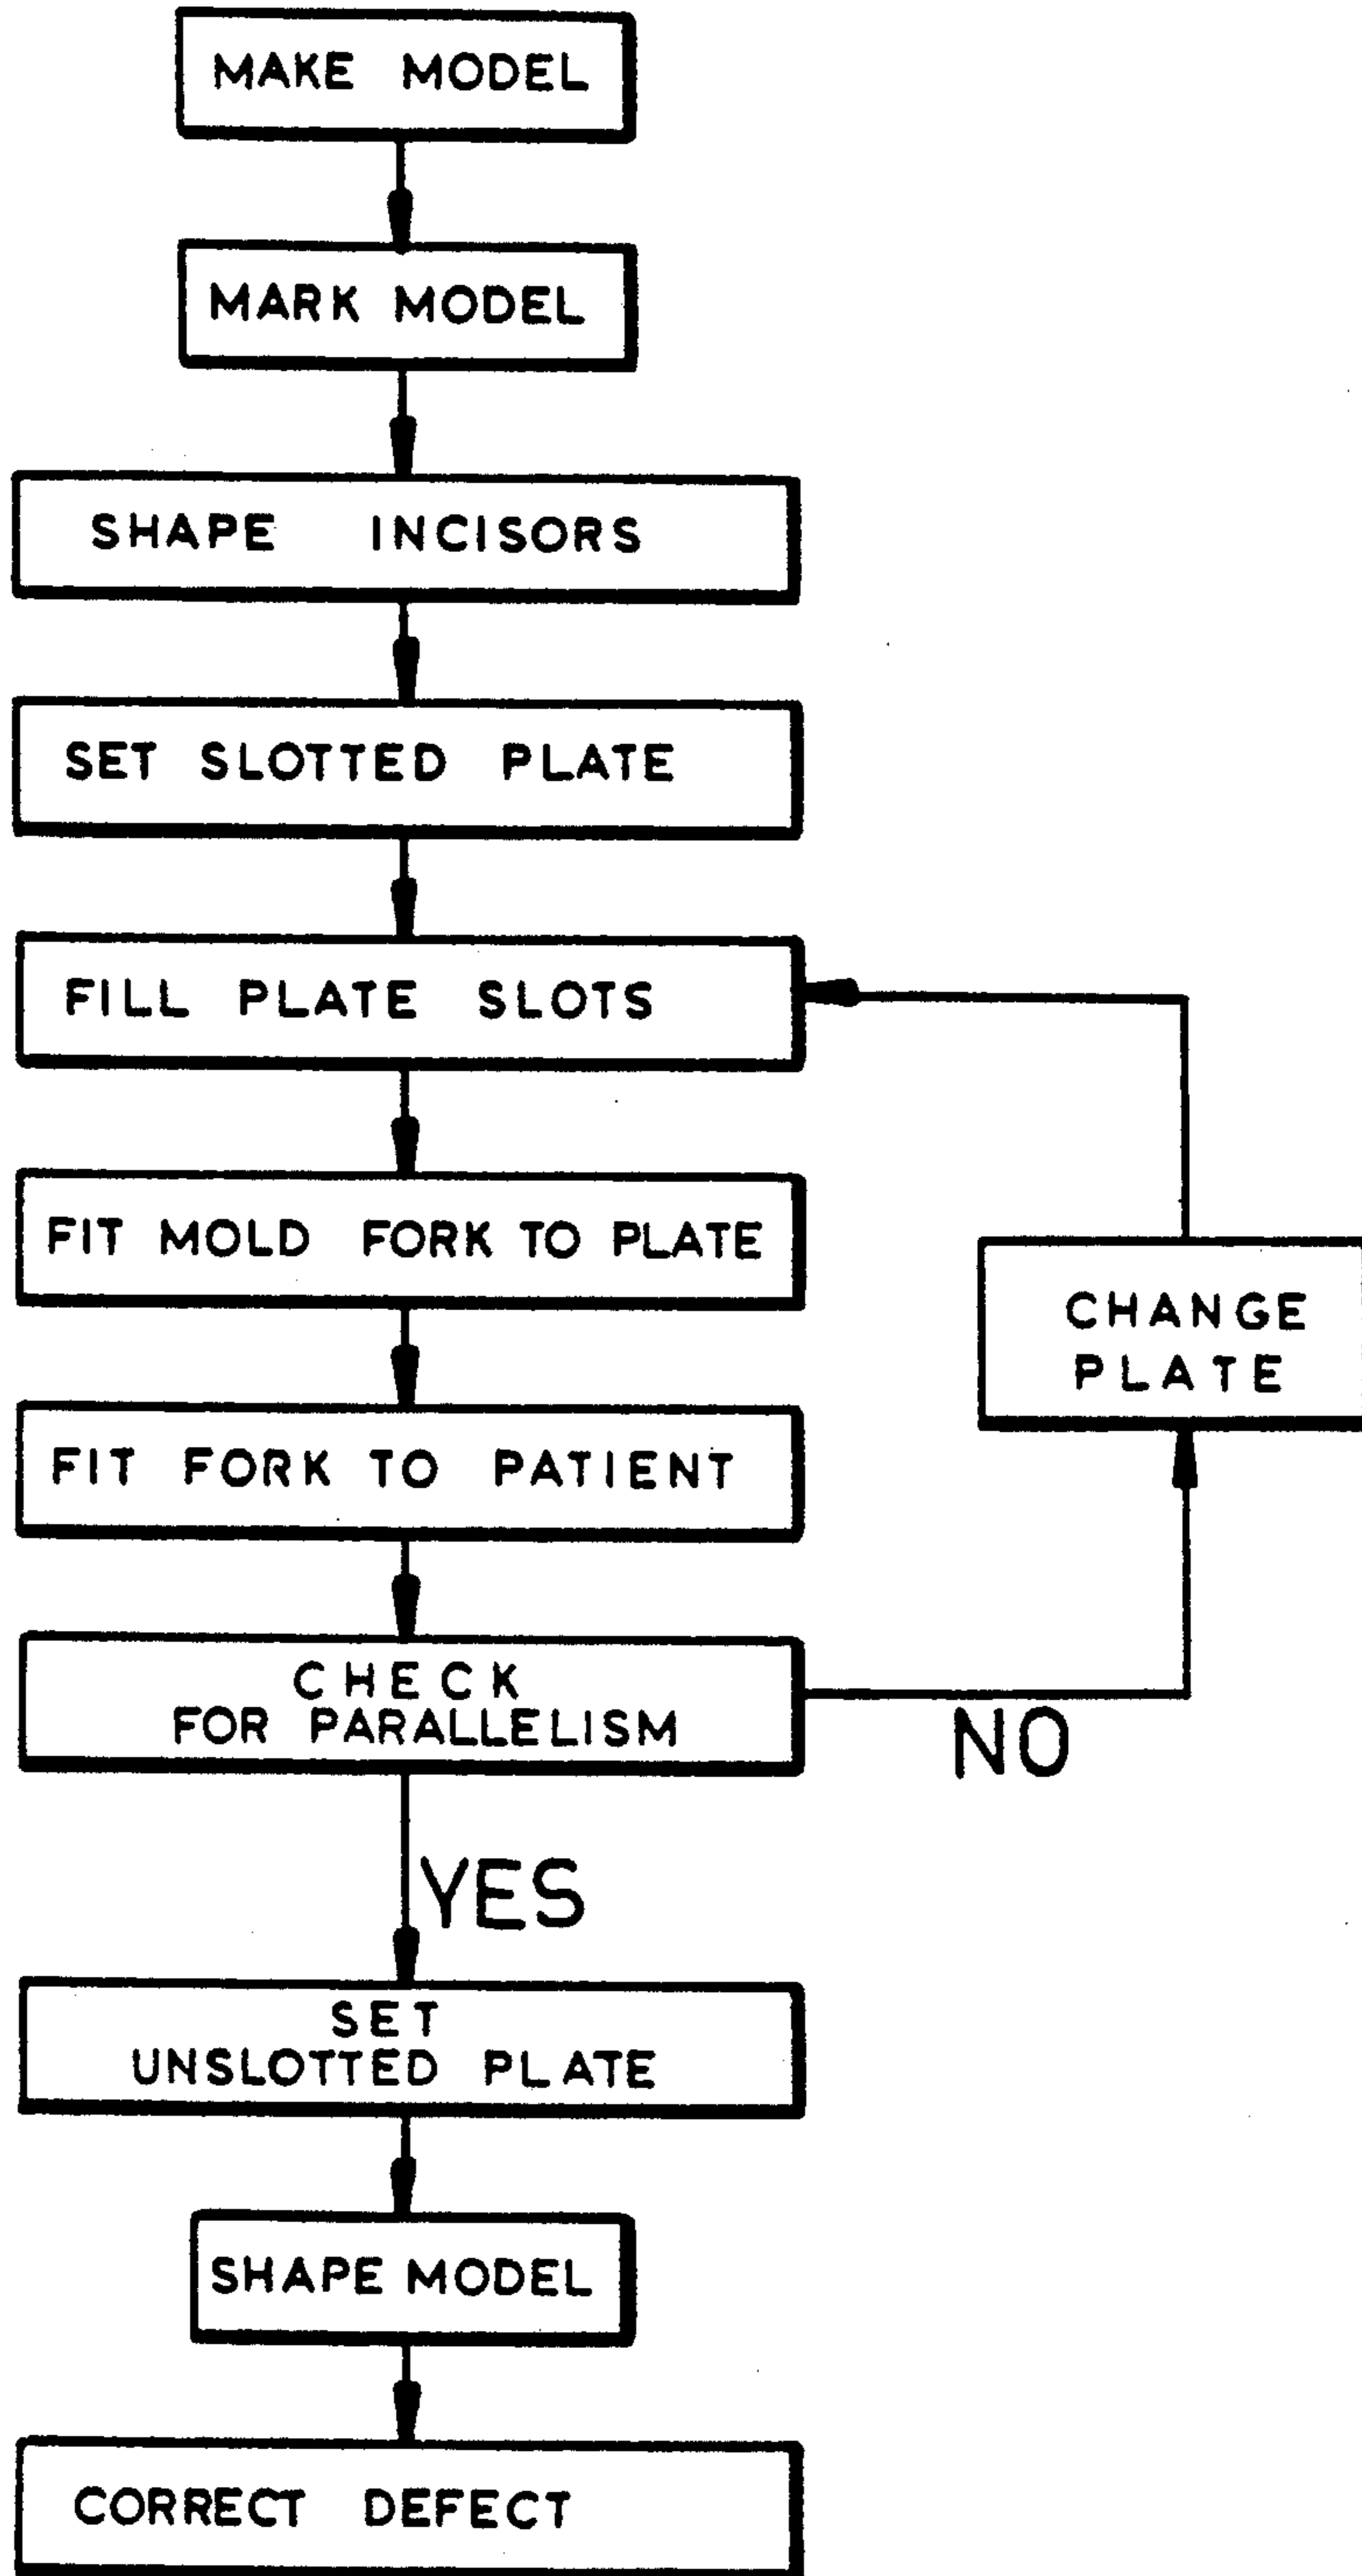 MAKE MODEL
MARK MODEL
SHAPE INCISORS
SET SLOTTED PLATE
FILL PLATE SLOTS
FIT MOLD FORK TO PLATE
CHANGE
PLATE
FIT FORK TO PATIENT
CHECK
FOR PARALLELISM
NO
YES
SET
UNSLOTTED PLATE
SHAPE MODEL
CORRECT DEFECT